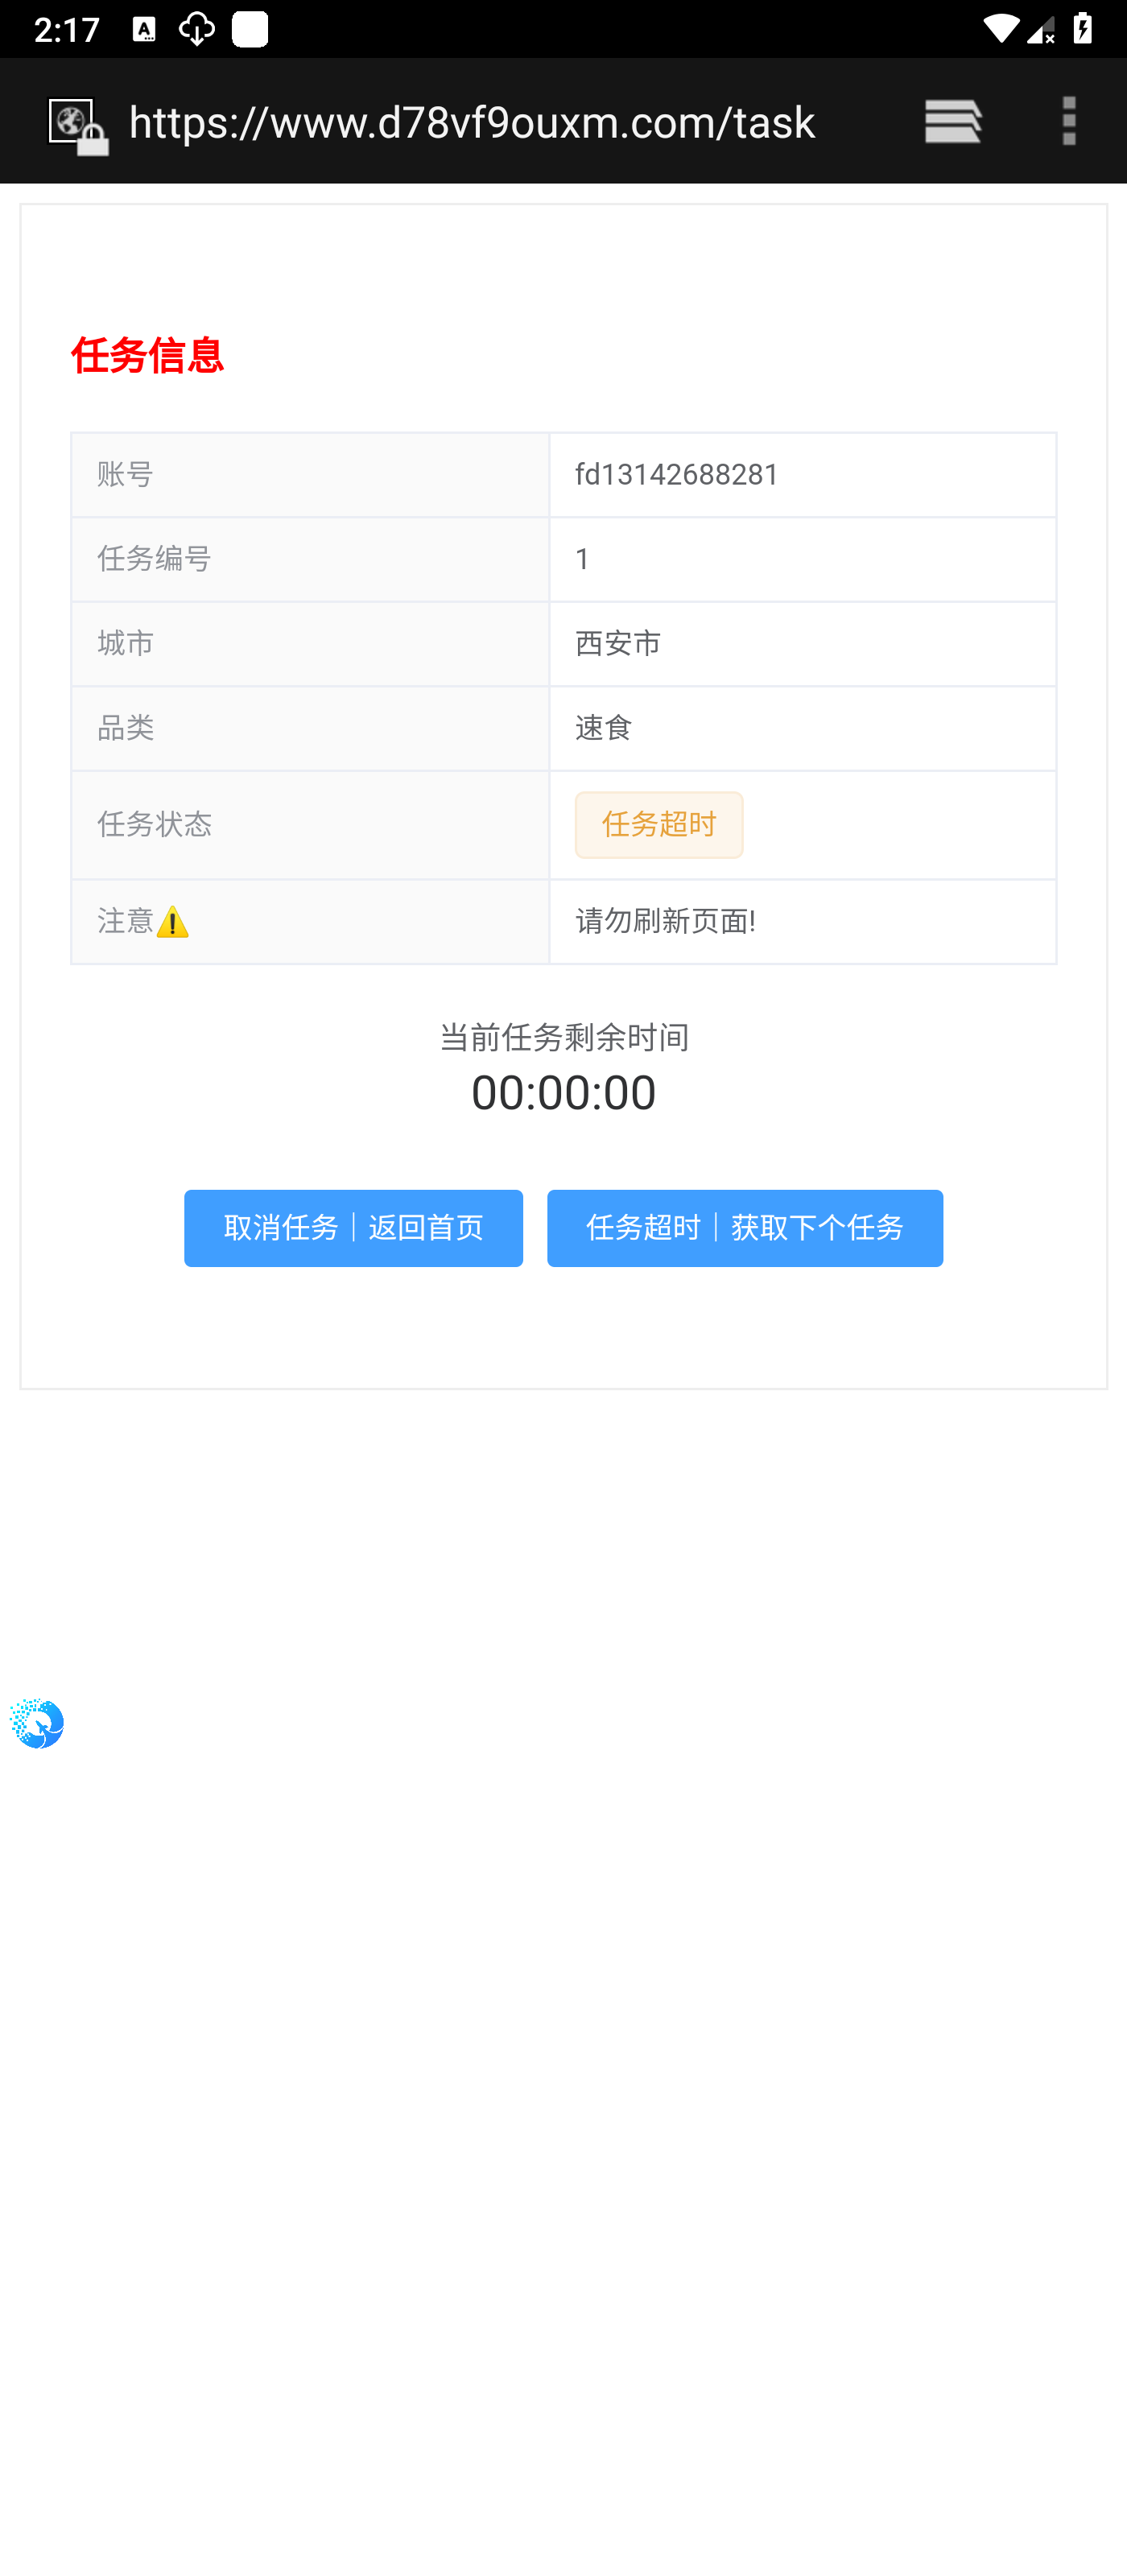 2:17
https://www.d78vf9ouxm.com/task
任务信息
账号 fd13142688281
任务编号 1
城市 西安市
品类 速食
任务状态 任务超时
注意⚠️ 请勿刷新页面!
当前任务剩余时间
00:00:00
取消任务｜返回首页 任务超时｜获取下个任务